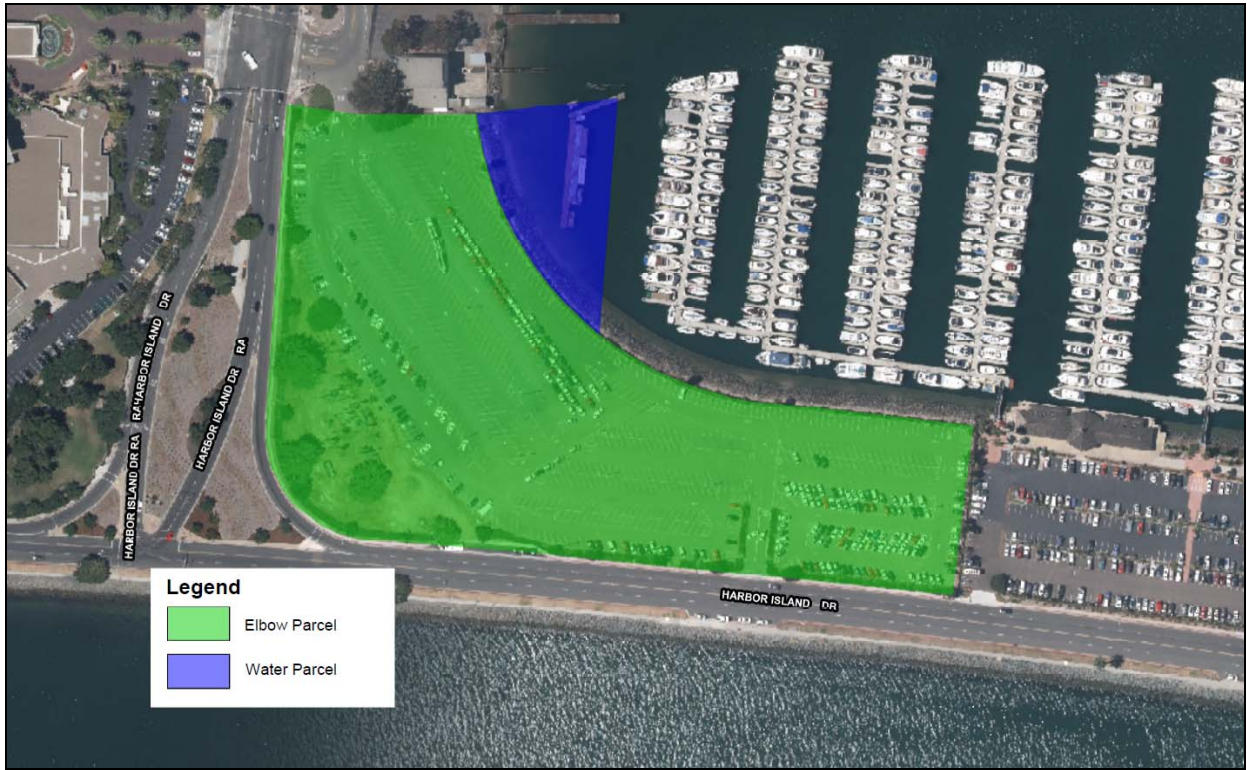 HARBOR ISLAND DR
HARBOR ISLAND DR RA
HARBOR ISLAND DR RA
HARBOR ISLAND DR
Legend
Elbow Parcel
Water Parcel